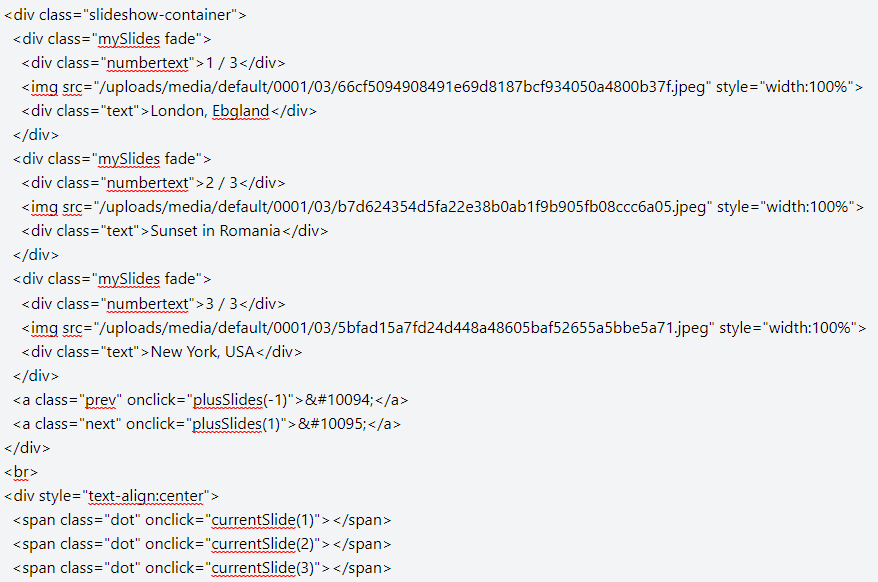 <div class="slideshow-container">
<div class="mySlides fade">
<div class="numbertext">1 / 3</div>
<img src="/uploads/media/default/0001/03/66cf5094908491e69d8187bcf934050a4800b37f.jpeg" style="width:100%">
<div class="text">London, Ebgland</div>
</div>
<div class="mySlides fade">
<div class="numbertext">2 / 3</div>
<img src="/uploads/media/default/0001/03/b7d624354d5fa22e38b0ab1f9b905fb08ccc6a05.jpeg" style="width:100%">
<div class="text">Sunset in Romania</div>
</div>
<div class="mySlides fade">
<div class="numbertext">3 / 3</div>
<img src="/uploads/media/default/0001/03/5bfad15a7fd24d448a48605baf52655a5bbe5a71.jpeg" style="width:100%">
<div class="text">New York, USA</div>
</div>
<a class="prev" onclick="plusSlides(-1)">&#10094;</a>
<a class="next" onclick="plusSlides(1)">&#10095;</a>
</div>
<br>
<div style="text-align:center">
<span class="dot" onclick="currentSlide(1)"></span>
<span class="dot" onclick="currentSlide(2)"></span>
<span class="dot" onclick="currentSlide(3)"></span>